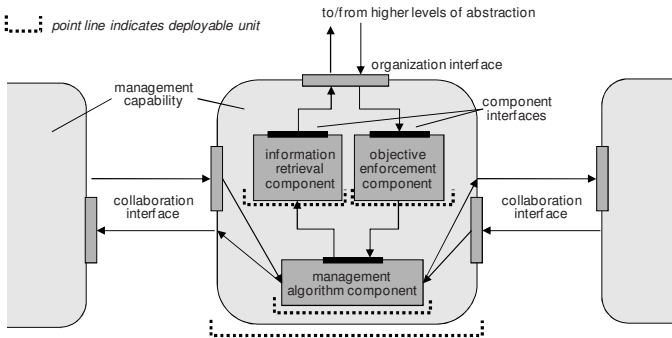 to/from higher levels of abstraction
point line indicates deployable unit
organization interface
management
capability
component
interfaces
information
retrieval
component
objective
enforcement
component
collaboration
interface
collaboration
interface
management
algorithm component